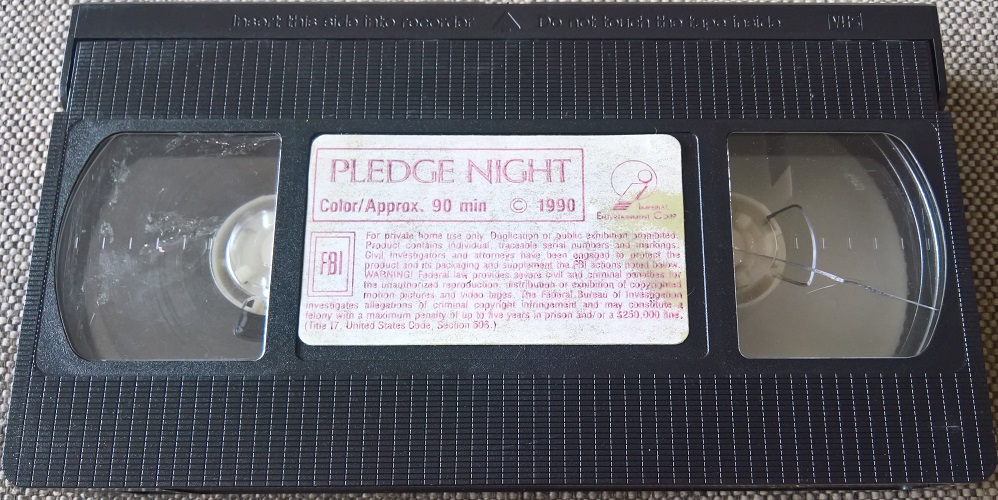 Insert this side into recorder Do not touch the tape inside VHS
PLEDGE NIGHT
Color/Approx. 90 min © 1990
i
Imperial
Entertainment Corp
FBI
For private home use only. Duplication or public exhibition prohibited.
Product contains individual, traceable serial numbers and markings.
Civil investigators and attorneys have been engaged to protect the
product and its packaging and supplement the FBI actions noted below.
WARNING! Federal law provides severe civil and criminal penalties for
the unauthorized reproduction, distribution or exhibition of copyrighted
motion pictures and video tapes. The Federal Bureau of Investigation
investigates allegations of criminal copyright infringement and may constitute a
felony with a maximum penalty of up to five years in prison and/or a $250,000 fine.
(Title 17, United States Code, Section 506.)